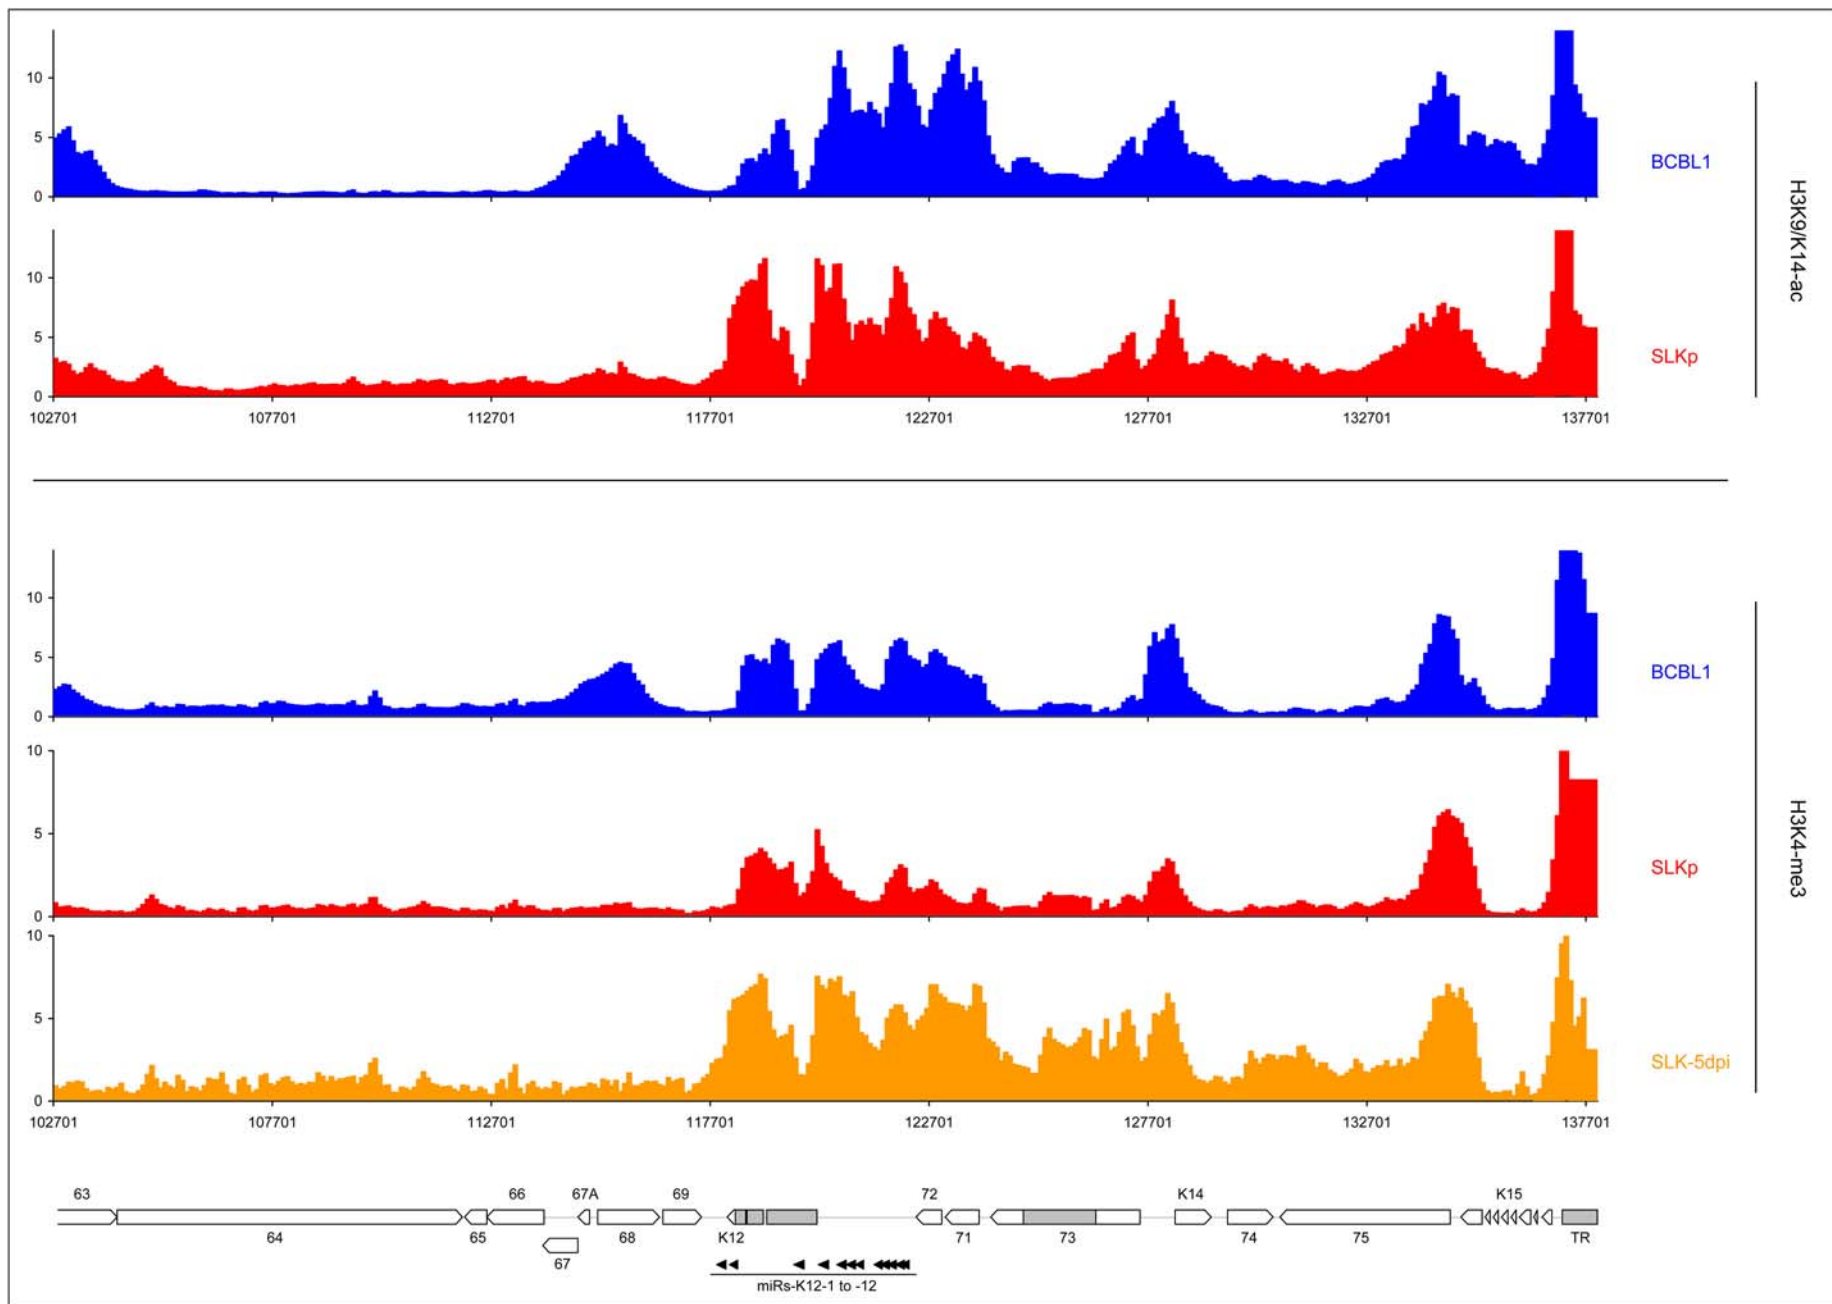 10
5
0
BCBL1
10
5
0
SLKp
H3K9/K14-ac
102701 107701 112701 117701 122701 127701 132701 137701
10
5
0
BCBL1
10
5
0
SLKp
H3K4-me3
10
5
0
SLK-5dpi
102701 107701 112701 117701 122701 127701 132701 137701
63 66 67A 69 72 K14 K15
64 65 67 68 K12 71 73 74 75 TR
miRs-K12-1 to -12